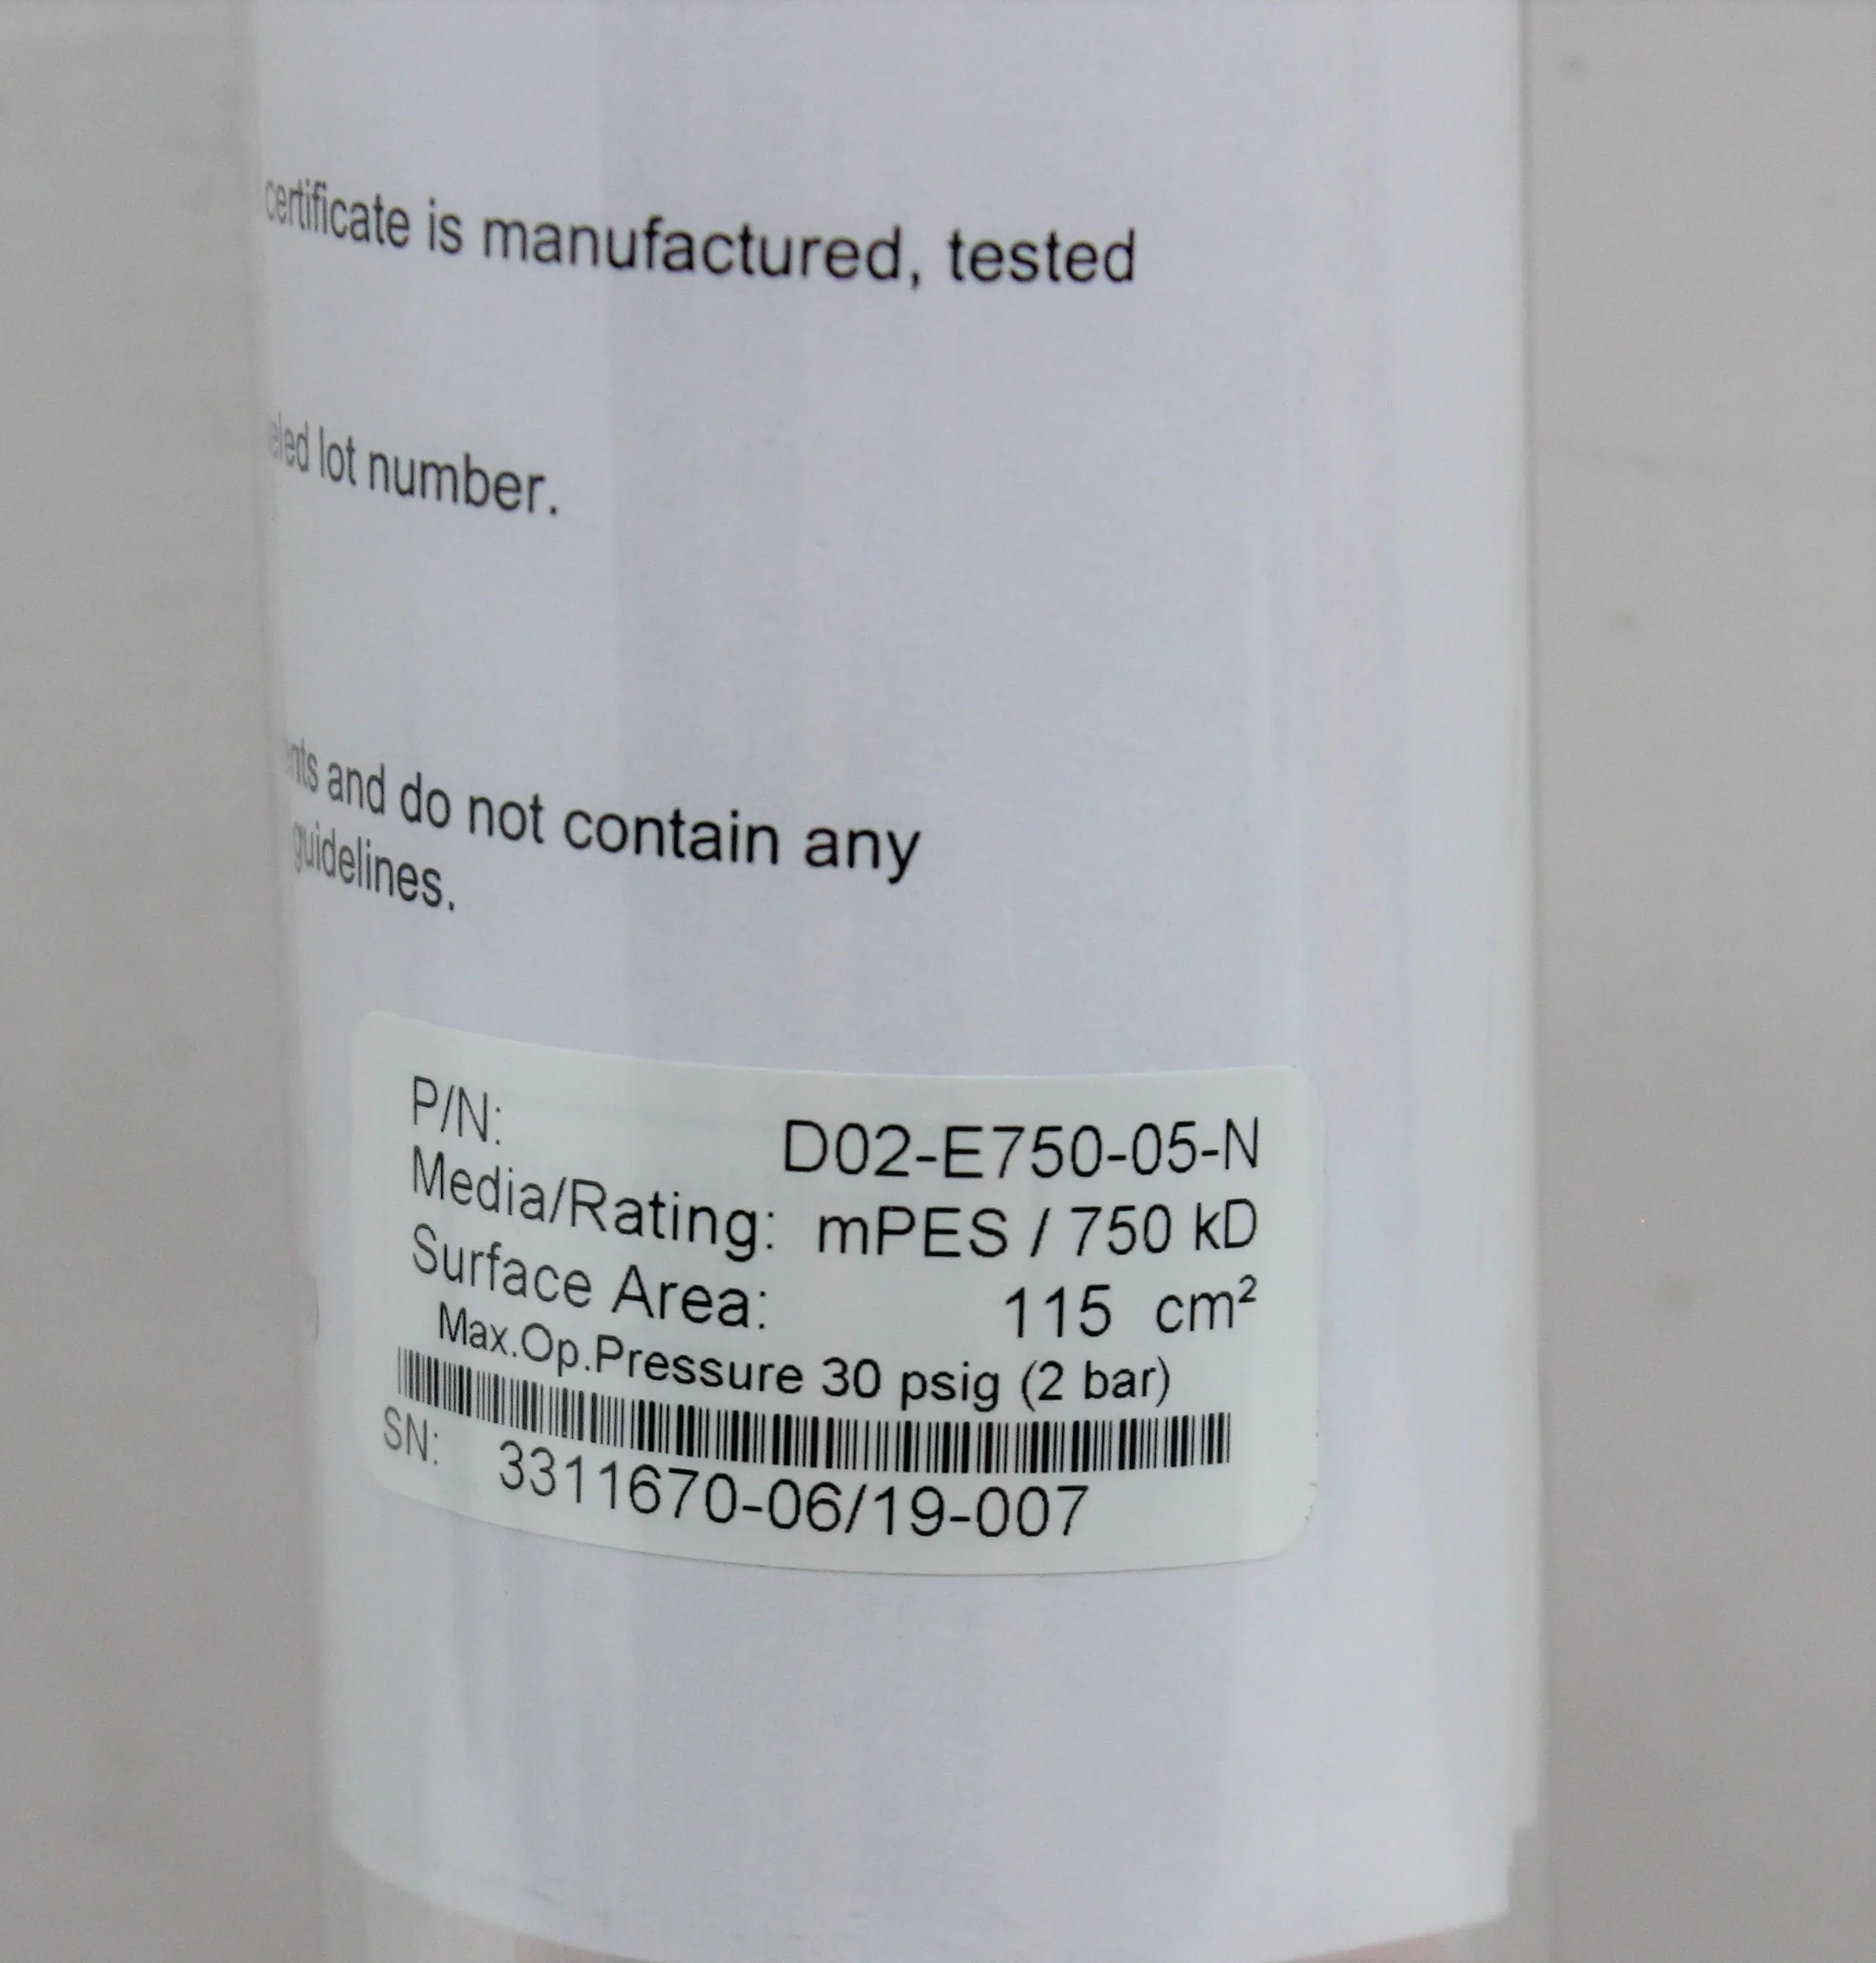 certificate is manufactured, tested
lot number.
and do not contain any
guidelines.
P/N: D02-E750-05-N
Media/Rating: mPES / 750 kD
Surface Area: 115 cm²
Max.Op.Pressure 30 psig (2 bar)
SN: 3311670-06/19-007